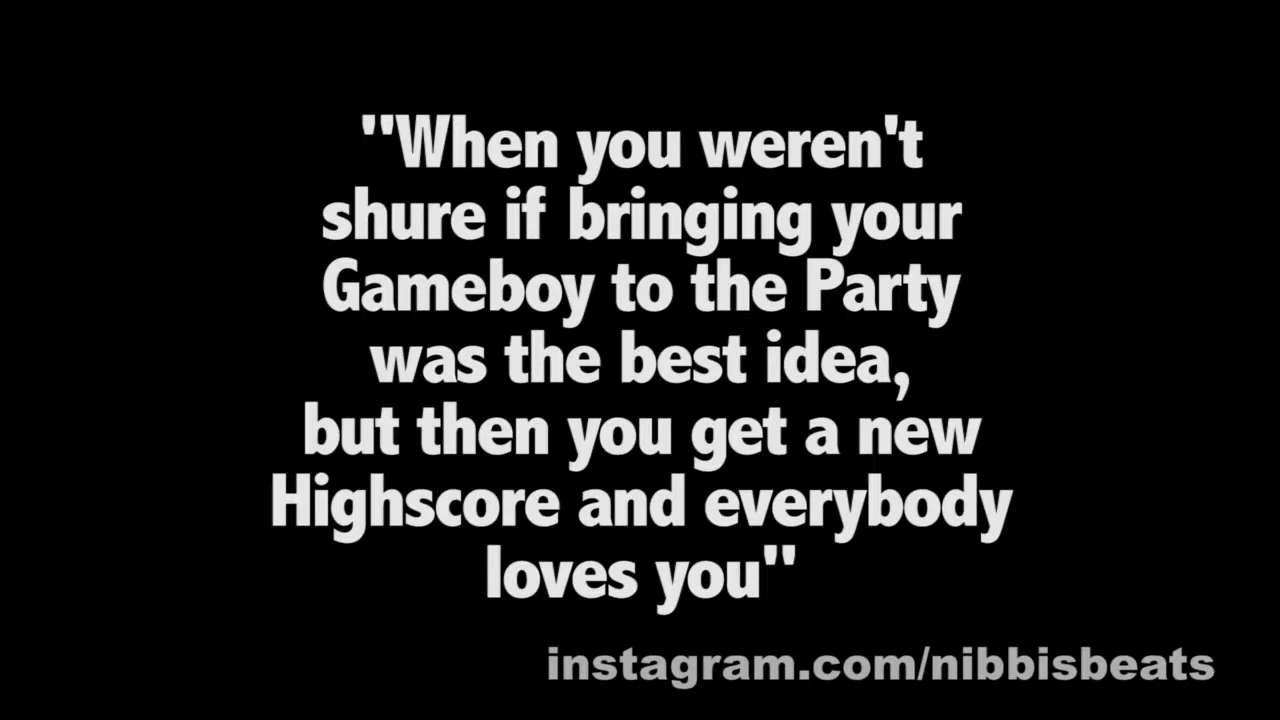 "When you weren't
shure if bringing your
Gameboy to the Party
was the best idea,
but then you get a new
Highscore and everybody
loves you"
instagram.com/nibbisbeats